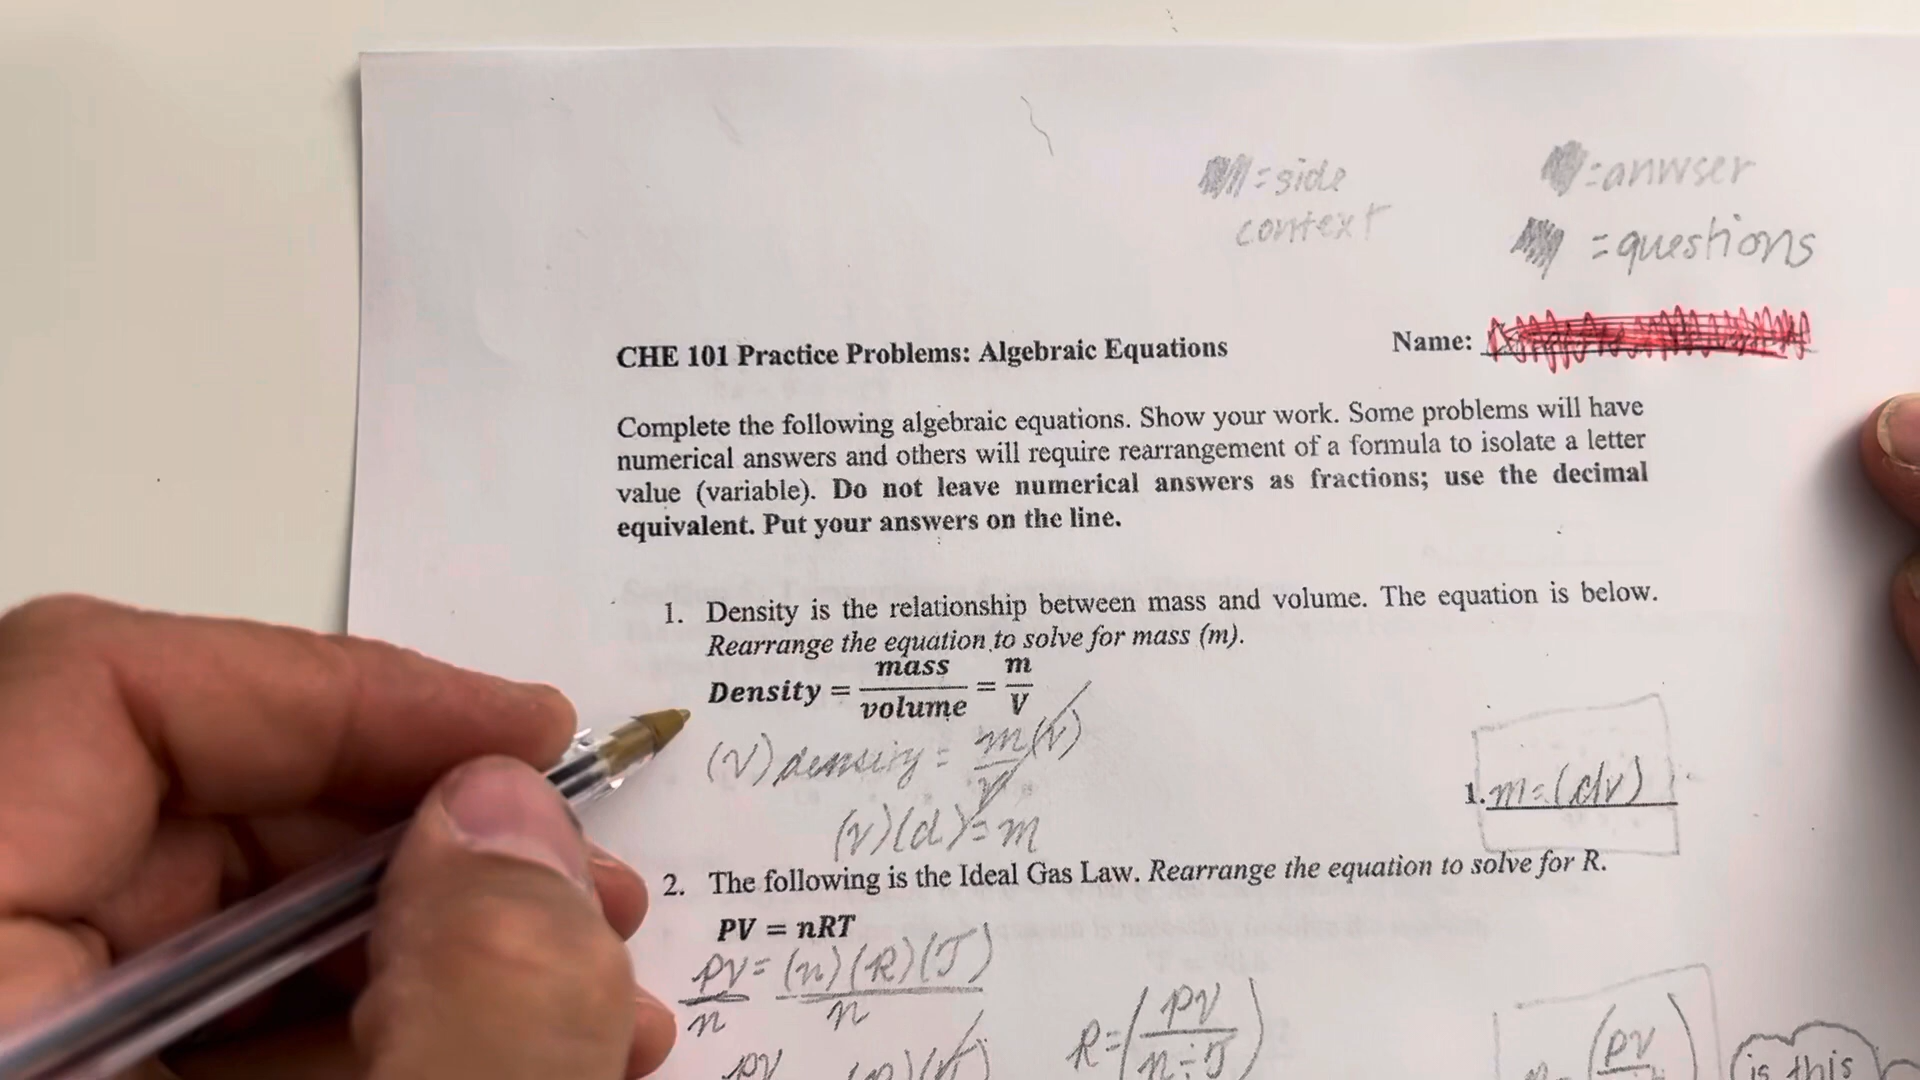 =side
context
=anwser
=questions
CHE 101 Practice Problems: Algebraic Equations
Name:
Complete the following algebraic equations. Show your work. Some problems will have
numerical answers and others will require rearrangement of a formula to isolate a letter
value (variable). Do not leave numerical answers as fractions; use the decimal
equivalent. Put your answers on the line.
1. Density is the relationship between mass and volume. The equation is below.
Rearrange the equation to solve for mass (m).
Density = mass/volume = m/V
(V) density = m(V)/V
(V)(d) = m
1. m=(dv)
2. The following is the Ideal Gas Law. Rearrange the equation to solve for R.
PV = nRT
PV/n = (n)(R)(T)/n
R=(PV/n÷T)
(PV
is this